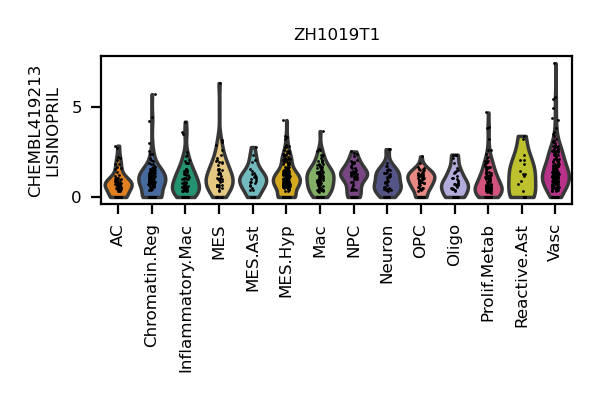 ZH1019T1
CHEMBL419213
LISINOPRIL
5
0
AC
Chromatin.Reg
Inflammatory.Mac
MES
MES.Ast
MES.Hyp
Mac
NPC
Neuron
OPC
Oligo
Prolif.Metab
Reactive.Ast
Vasc